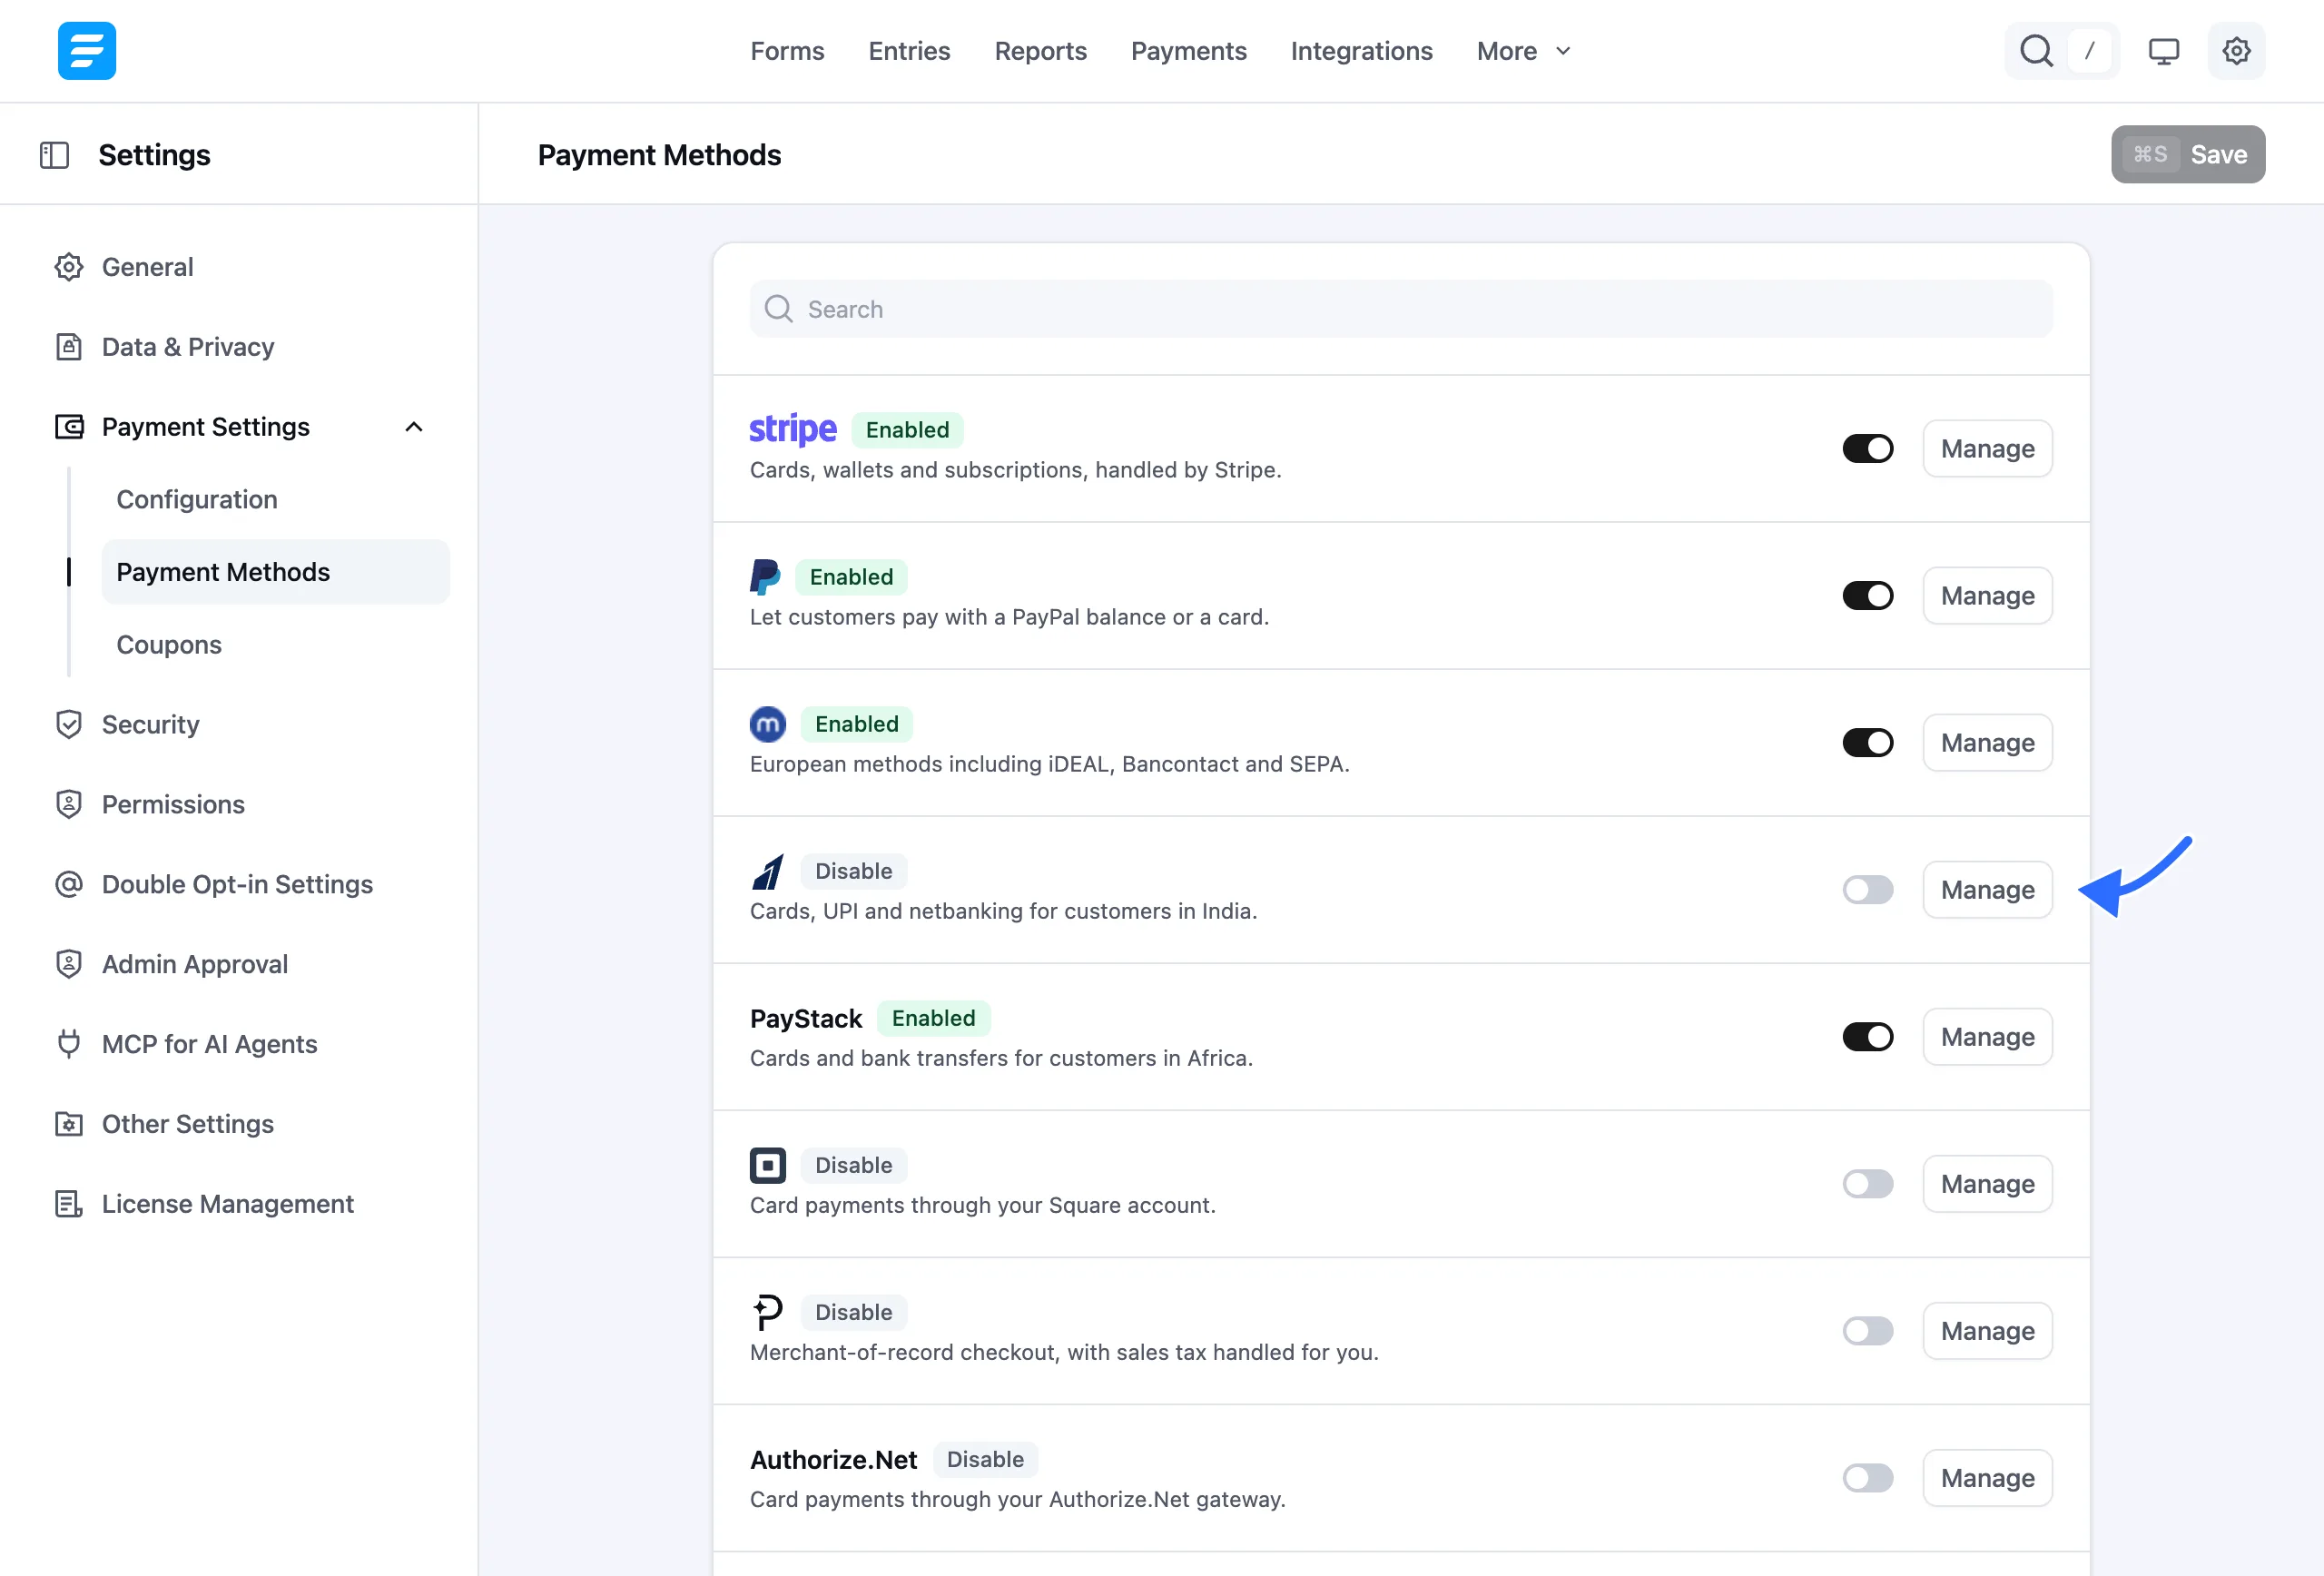 Forms Entries Reports Payments Integrations More /
Settings
Payment Methods
⌘S Save
General
Data & Privacy
Payment Settings
Configuration
Payment Methods
Coupons
Security
Permissions
Double Opt-in Settings
Admin Approval
MCP for AI Agents
Other Settings
License Management
Search
stripe Enabled
Cards, wallets and subscriptions, handled by Stripe.
Manage
Enabled
Let customers pay with a PayPal balance or a card.
Manage
m Enabled
European methods including iDEAL, Bancontact and SEPA.
Manage
Disable
Cards, UPI and netbanking for customers in India.
Manage
PayStack Enabled
Cards and bank transfers for customers in Africa.
Manage
Disable
Card payments through your Square account.
Manage
Disable
Merchant-of-record checkout, with sales tax handled for you.
Manage
Authorize.Net Disable
Card payments through your Authorize.Net gateway.
Manage